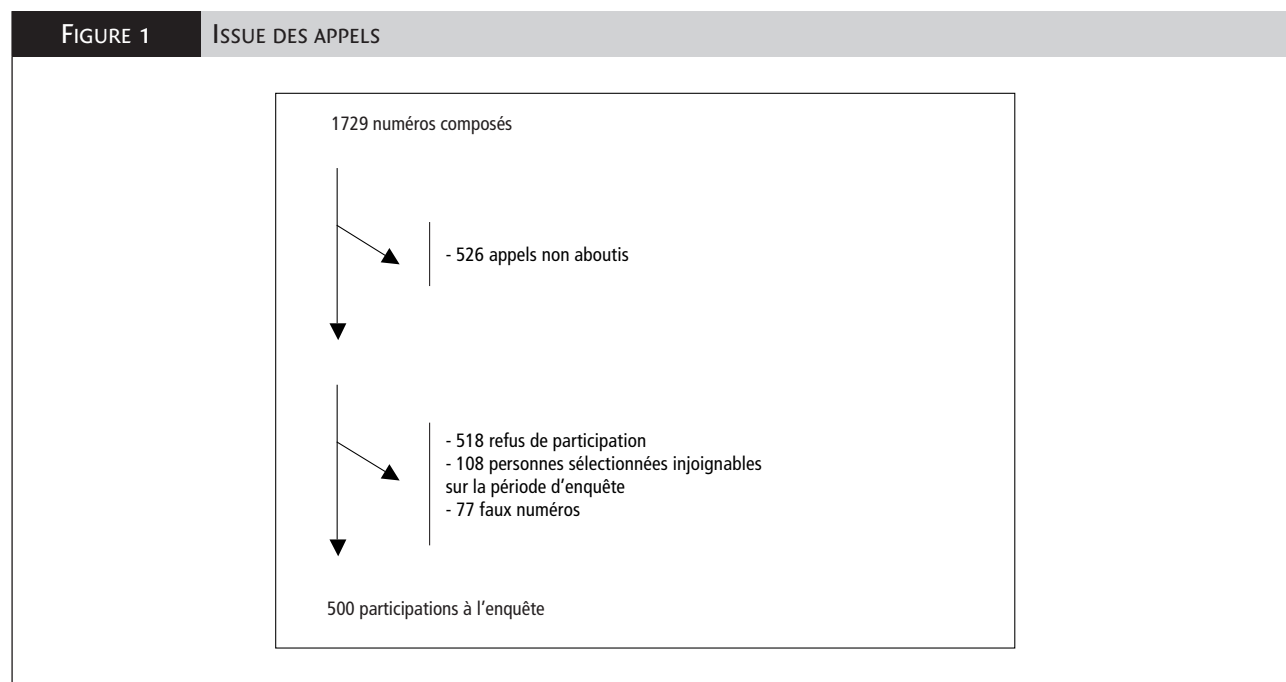 FIGURE 1
ISSUE DES APPELS
1729 numéros composés
- 526 appels non aboutis
- 518 refus de participation
- 108 personnes sélectionnées injoignables
sur la période d'enquête
- 77 faux numéros
500 participations à l'enquête